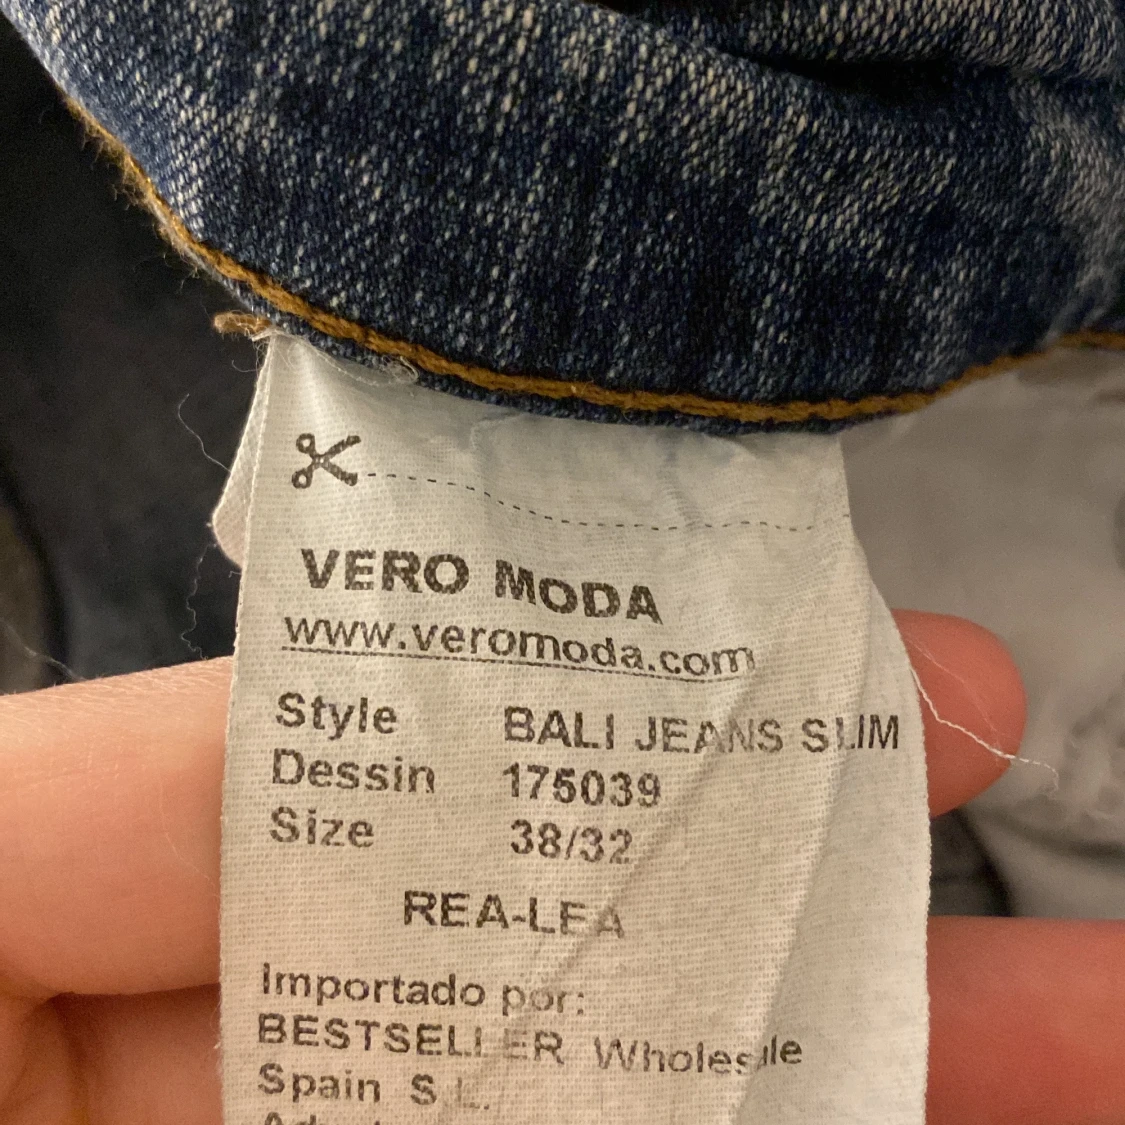 VERO MODA
www.veromoda.com
Style BALI JEANS SLIM
Dessin 175039
Size 38/32
REA-LEA
Importado por:
BESTSELLER Wholesale
Spain S.L.